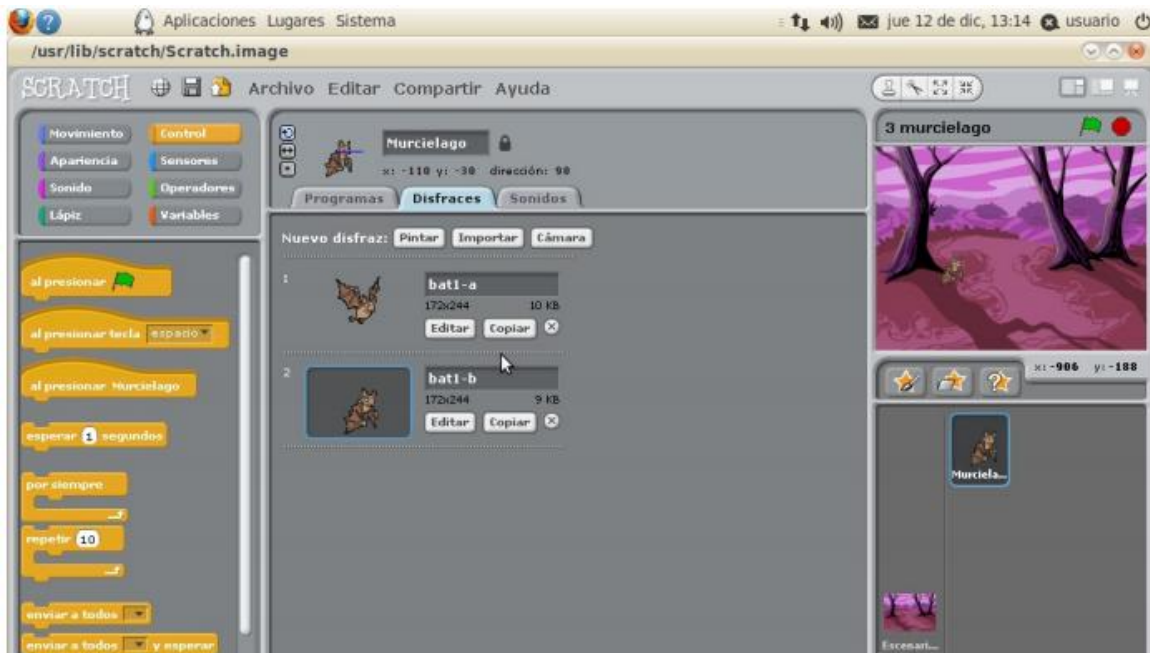 Aplicaciones Lugares Sistema
jue 12 de dic, 13:14 usuario
/usr/lib/scratch/Scratch.image
SCRATCH
Archivo Editar Compartir Ayuda
Movimiento Control
Apariencia Sensores
Sonido Operadores
Lápiz Variables
al presionar
al presionar tecla espacio
al presionar Murcielago
esperar 1 segundos
por siempre
repetir 10
enviar a todos
enviar a todos y esperar
Murcielago
x: -110 y: -30 dirección: 90
Programas Disfraces Sonidos
Nuevo disfraz: Pintar Importar Cámara
1
bat1-a
172x244 10 KB
Editar Copiar
2
bat1-b
172x244 9 KB
Editar Copiar
3 murcielago
x: -906 y: -188
Murciela...
Escenari...